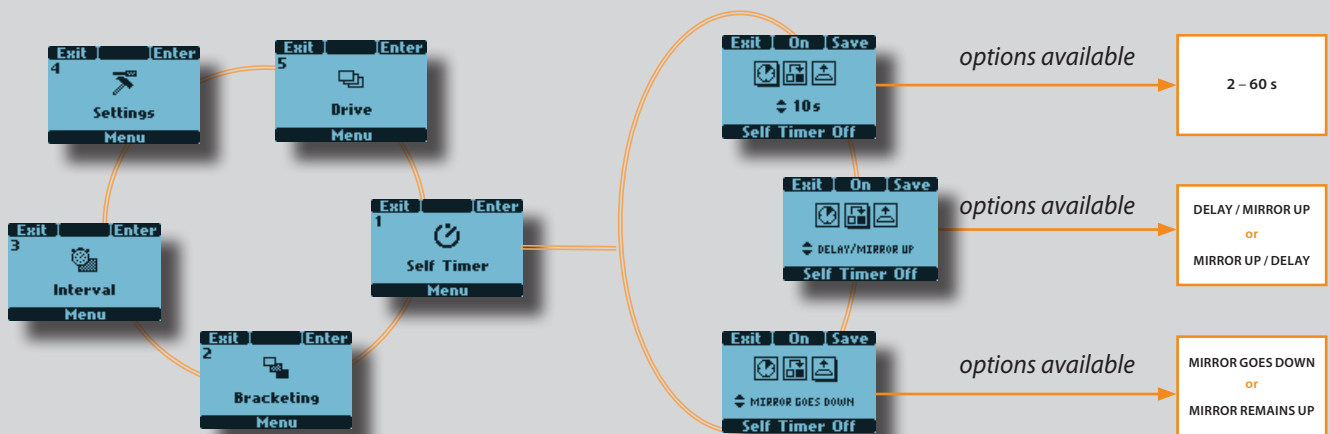 Exit Enter
4
Settings
Menu
Exit Enter
5
Drive
Menu
Exit Enter
1
Self Timer
Menu
Exit Enter
3
Interval
Menu
Exit Enter
2
Bracketing
Menu
Exit On Save
10s
Self Timer Off
options available
2 – 60 s
Exit On Save
DELAY/MIRROR UP
Self Timer Off
options available
DELAY / MIRROR UP
or
MIRROR UP / DELAY
Exit On Save
MIRROR GOES DOWN
Self Timer Off
options available
MIRROR GOES DOWN
or
MIRROR REMAINS UP